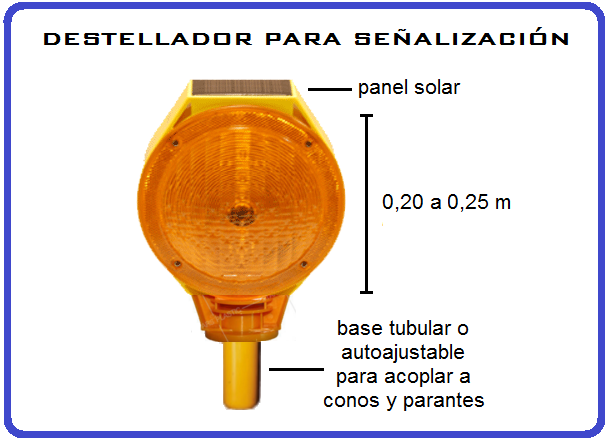 DESTELLADOR PARA SEÑALIZACIÓN
panel solar
0,20 a 0,25 m
base tubular o
autoajustable
para acoplar a
conos y parantes